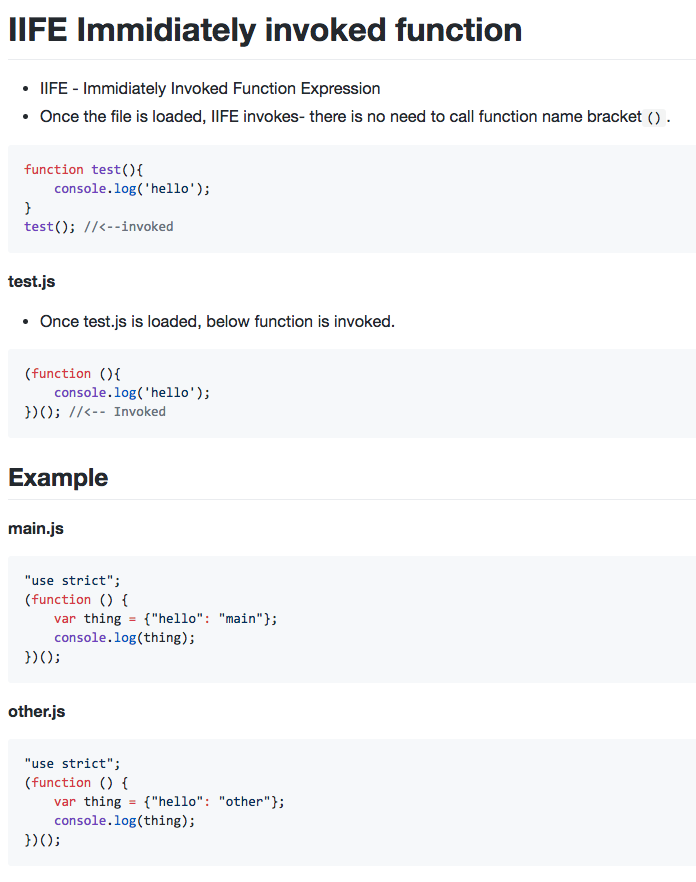 IIFE Immidiately invoked function
IIFE - Immidiately Invoked Function Expression
Once the file is loaded, IIFE invokes- there is no need to call function name bracket () .
function test(){
    console.log('hello');
}
test(); //<--invoked
test.js
Once test.js is loaded, below function is invoked.
(function (){
    console.log('hello');
})(); //<-- Invoked
Example
main.js
"use strict";
(function () {
    var thing = {"hello": "main"};
    console.log(thing);
})();
other.js
"use strict";
(function () {
    var thing = {"hello": "other"};
    console.log(thing);
})();